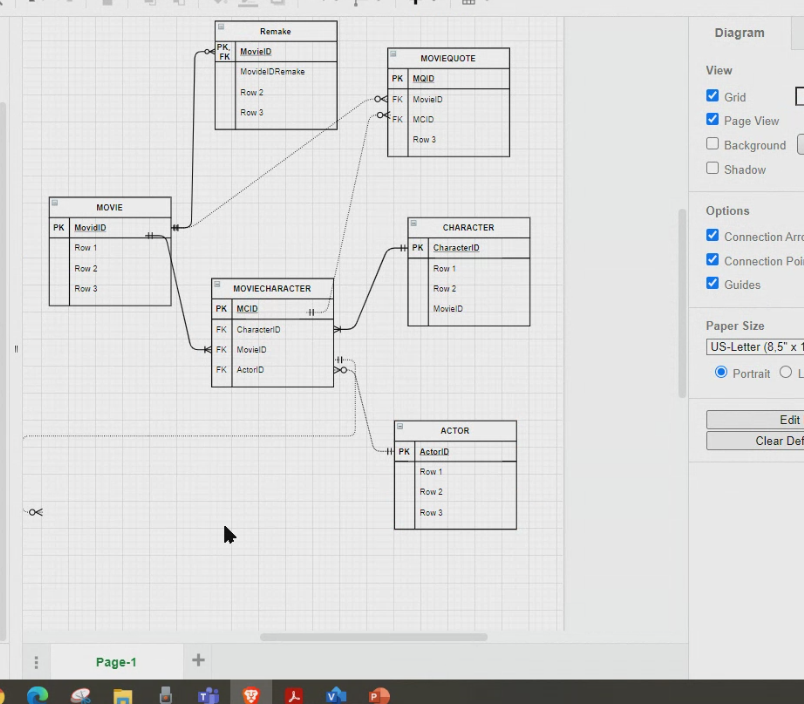 Remake
PK, FK MovieID
MovideIDRemake
Row 2
Row 3
MOVIEQUOTE
PK MQID
FK MovieID
FK MCID
Row 3
MOVIE
PK MovidID
Row 1
Row 2
Row 3
CHARACTER
PK CharacterID
Row 1
Row 2
MovieID
MOVIECHARACTER
PK MCID
FK CharacterID
FK MovieID
FK ActorID
ACTOR
PK ActorID
Row 1
Row 2
Row 3
Diagram
View
Grid
Page View
Background
Shadow
Options
Connection Arro
Connection Poi
Guides
Paper Size
US-Letter (8,5" x 1
Portrait L
Edit
Clear Def
Page-1